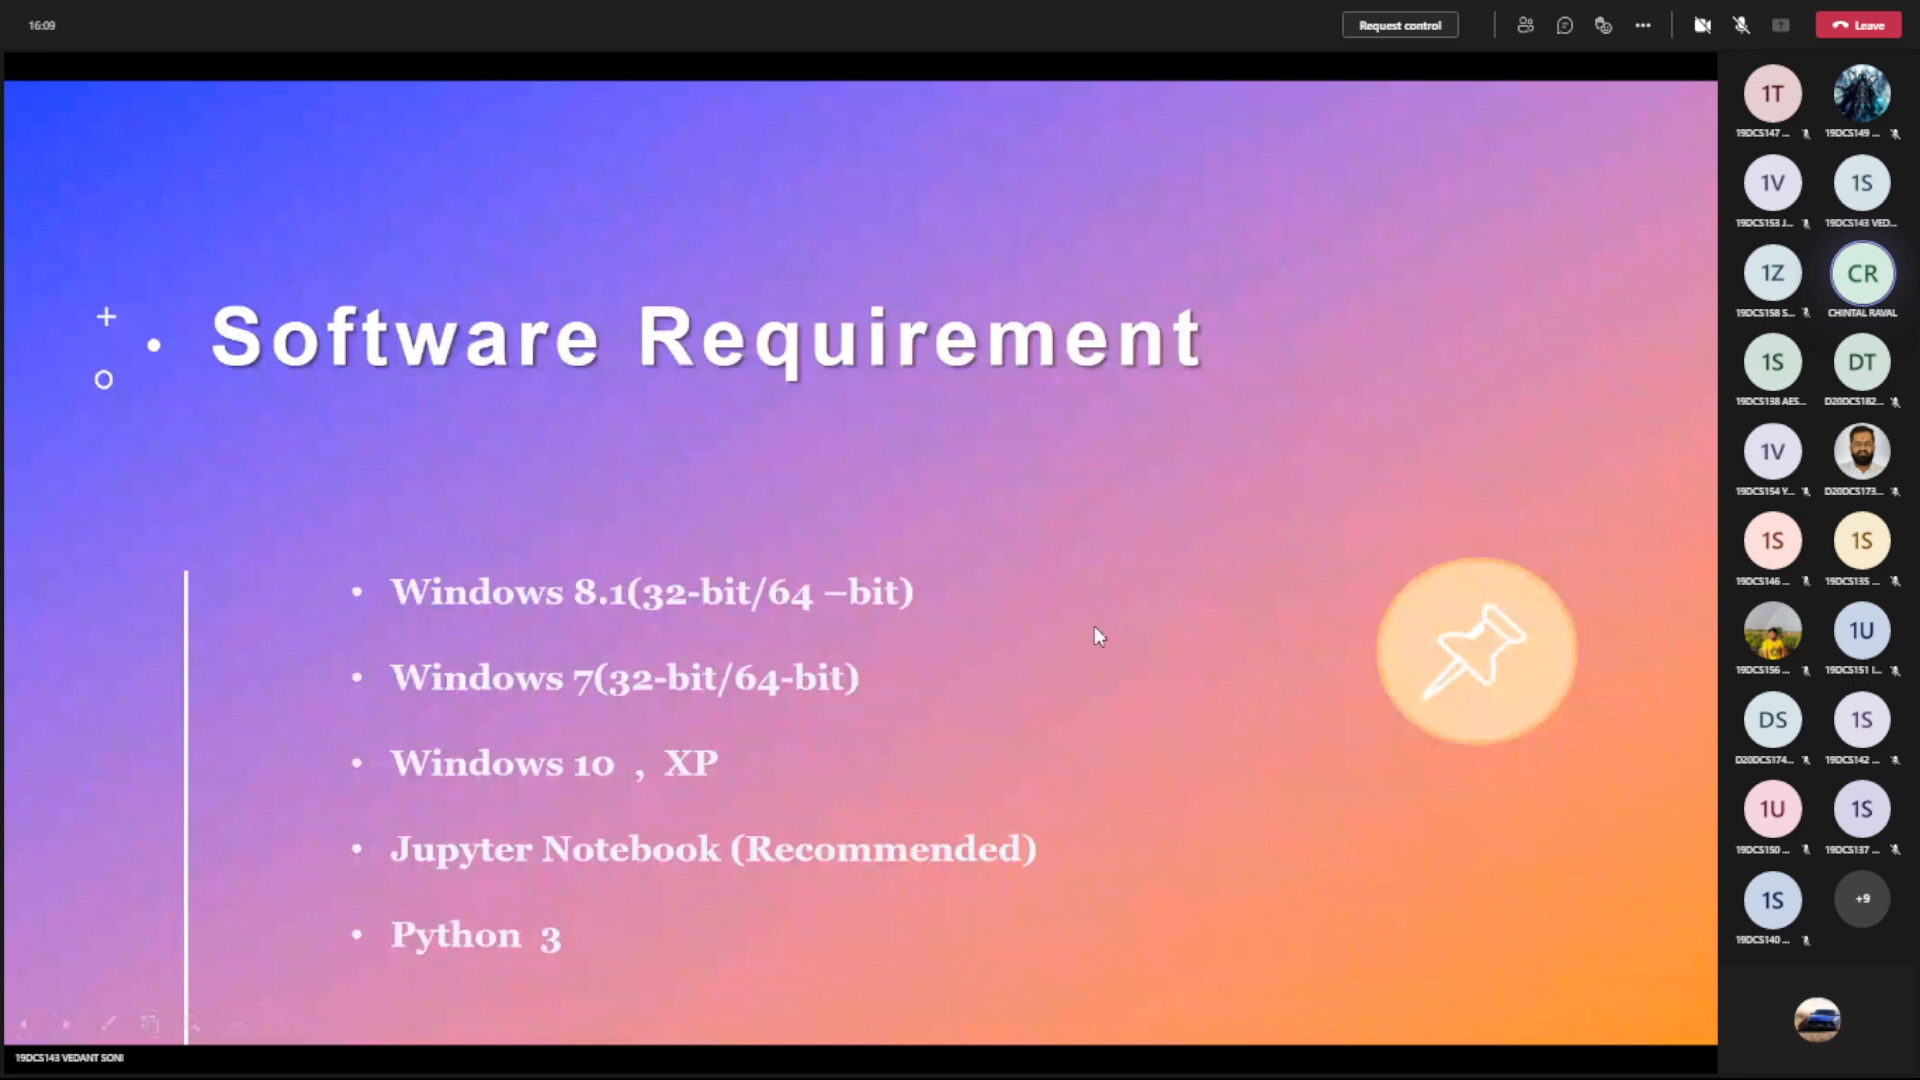 16:09
Request control
Leave
Software Requirement
• Windows 8.1(32-bit/64 –bit)
• Windows 7(32-bit/64-bit)
• Windows 10 , XP
• Jupyter Notebook (Recommended)
• Python 3
19DCS143 VEDANT SONI
1T
19DCS147 ...
19DCS149 ...
1V
1S
19DCS153 J...
19DCS143 VED...
1Z
CR
19DCS158 S...
CHINTAL RAVAL
1S
DT
19DCS138 AES...
D20DCS182...
1V
19DCS154 Y...
D20DCS173...
1S
1S
19DCS146 ...
19DCS135 ...
1U
19DCS156 ...
19DCS151 I...
DS
1S
D20DCS174...
19DCS142 ...
1U
1S
19DCS150 ...
19DCS137 ...
1S
+9
19DCS140 ...